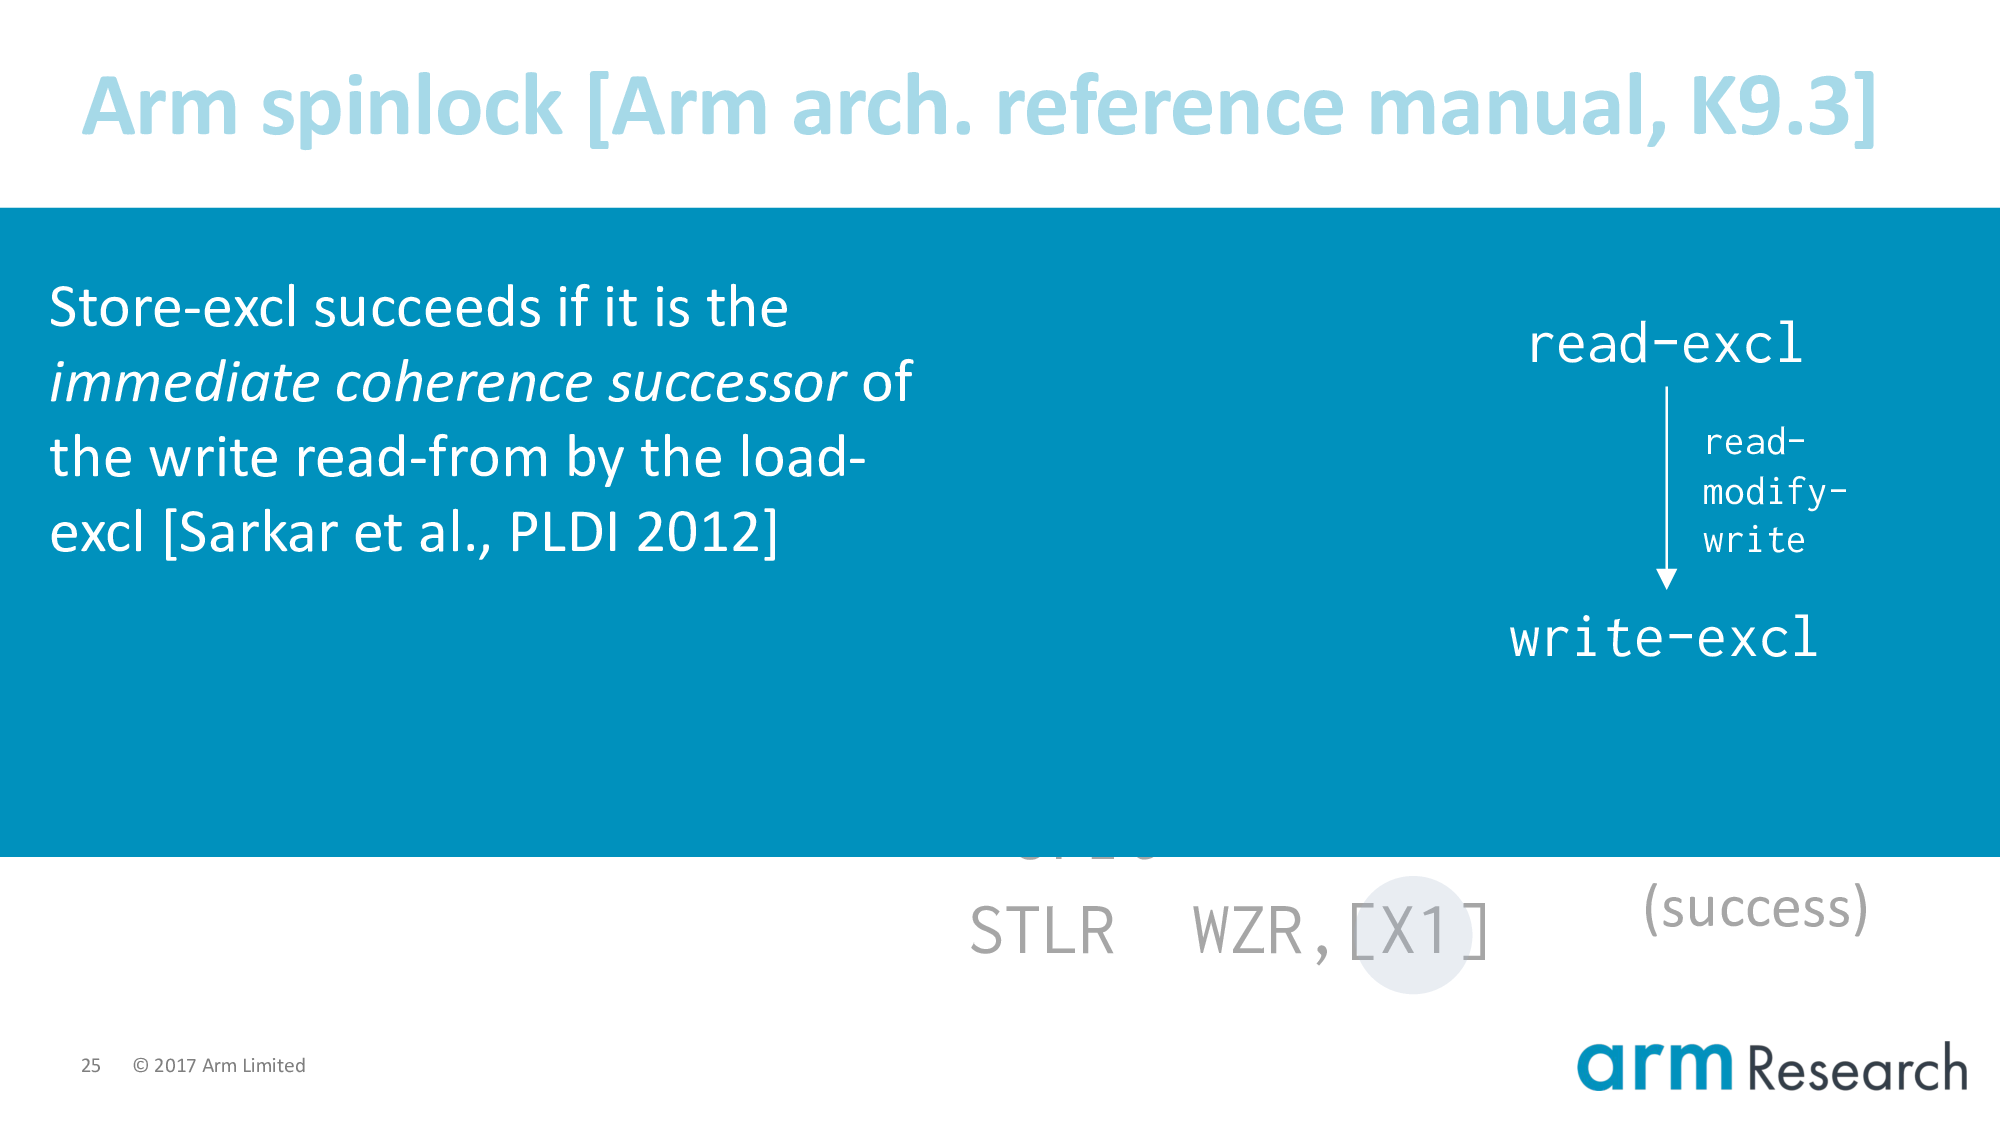 Arm spinlock [Arm arch. reference manual, K9.3]
Store-excl succeeds if it is the
immediate coherence successor of
the write read-from by the load-
excl [Sarkar et al., PLDI 2012]
read-excl
read-
modify-
write
write-excl
STLR WZR,[X1]
(success)
25 © 2017 Arm Limited
arm Research